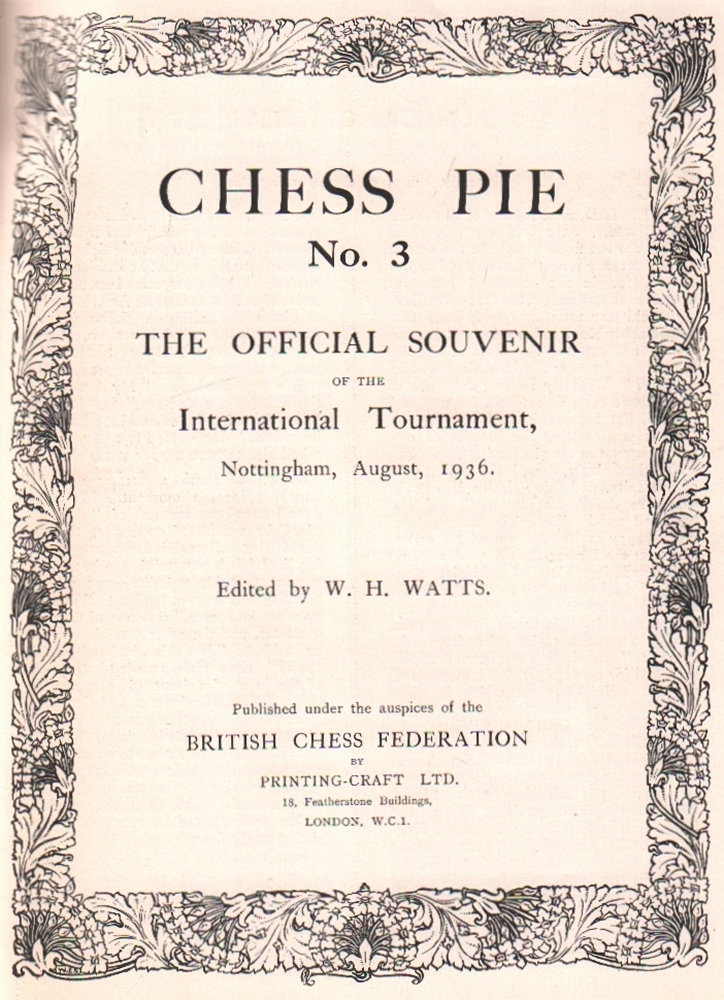 CHESS PIE
No. 3
THE OFFICIAL SOUVENIR
OF THE
International Tournament,
Nottingham, August, 1936.
Edited by W. H. WATTS.
Published under the auspices of the
BRITISH CHESS FEDERATION
BY
PRINTING-CRAFT LTD.
18, Featherstone Buildings,
LONDON, W.C.1.